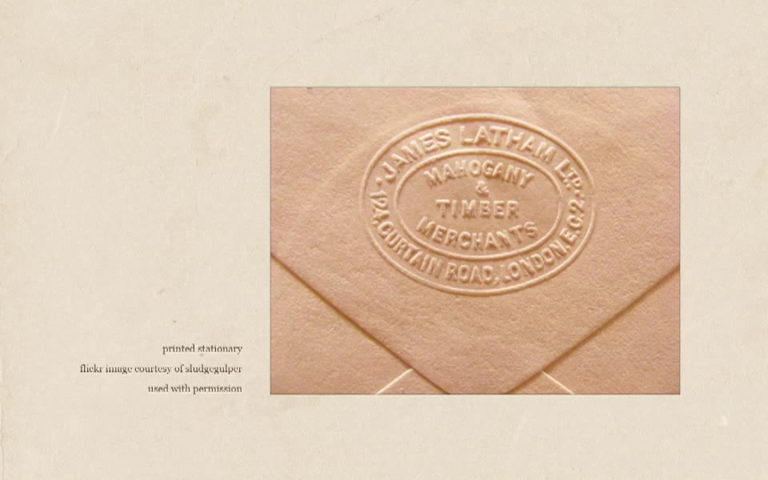 JAMES LATHAM LTD.
MAHOGANY
&
TIMBER
MERCHANTS
124, CURTAIN ROAD, LONDON E.C.2.
printed stationary
flickr image courtesy of sludgegulper
used with permission